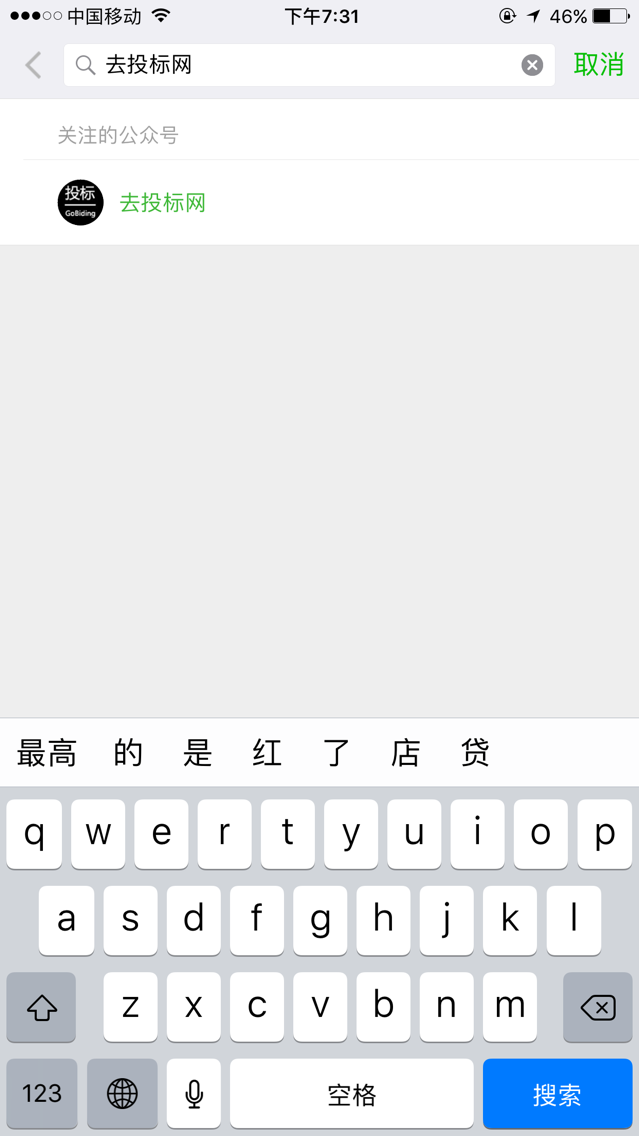 中国移动 下午7:31 46%
去投标网 取消
关注的公众号
投标
GoBiding
去投标网
最高 的 是 红 了 店 贷
q w e r t y u i o p
a s d f g h j k l
z x c v b n m
123 空格 搜索